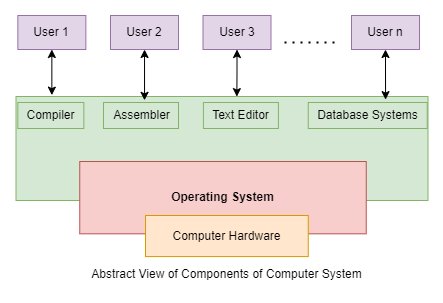 User 1
User 2
User 3
.......
User n
Compiler
Assembler
Text Editor
Database Systems
Operating System
Computer Hardware
Abstract View of Components of Computer System